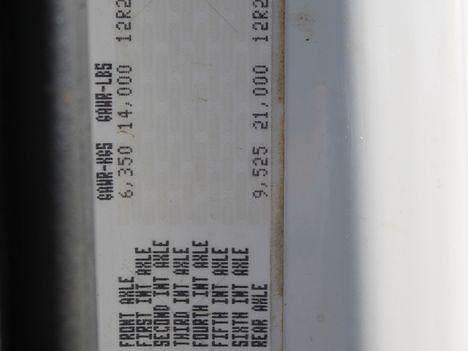 GAWR-KGS GAWR-LBS
FRONT AXLE 6,350 14,000 12R2
FIRST INT AXLE
SECOND INT AXLE
THIRD INT AXLE
FOURTH INT AXLE
FIFTH INT AXLE
SIXTH INT AXLE
REAR AXLE 9,525 21,000 12R2